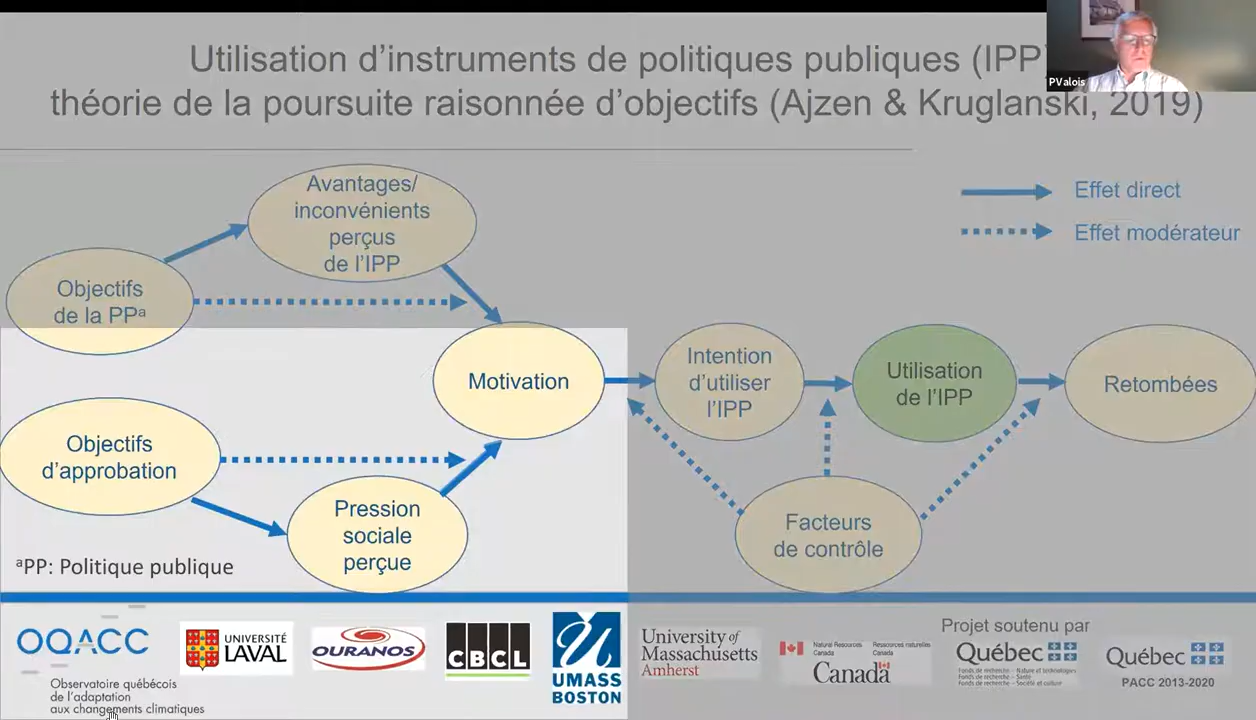 Utilisation d'instruments de politiques publiques (IPP
théorie de la poursuite raisonnée d'objectifs (Ajzen & Kruglanski, 2019)
PValois
Avantages/
inconvénients
perçus
de l'IPP
Effet direct
Effet modérateur
Objectifs
de la PPᵃ
Motivation
Intention
d'utiliser
l'IPP
Utilisation
de l'IPP
Retombées
Objectifs
d'approbation
Pression
sociale
perçue
Facteurs
de contrôle
ᵃPP: Politique publique
OQACC
Observatoire québécois
de l'adaptation
aux changements climatiques
UNIVERSITÉ
LAVAL
OURANOS
CBCL
UMASS
BOSTON
University of
Massachusetts
Amherst
Natural Resources
Canada
Ressources naturelles
Canada
Canada
Projet soutenu par
Québec
Fonds de recherche – Nature et technologies
Fonds de recherche – Santé
Fonds de recherche – Société et culture
Québec
PACC 2013-2020